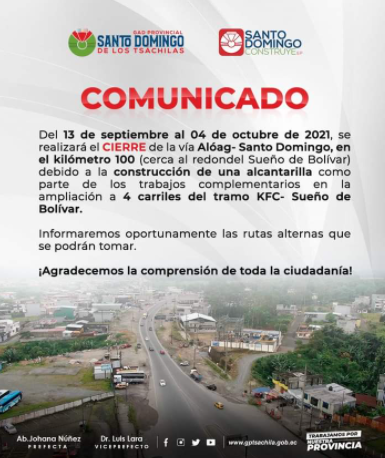 GAD PROVINCIAL
SANTO DOMINGO
DE LOS TSÁCHILAS
SANTO
DOMINGO
CONSTRUYE EP
COMUNICADO
Del 13 de septiembre al 04 de octubre de 2021, se
realizará el CIERRE de la vía Alóag- Santo Domingo, en
el kilómetro 100 (cerca al redondel Sueño de Bolívar)
debido a la construcción de una alcantarilla como
parte de los trabajos complementarios en la
ampliación a 4 carriles del tramo KFC- Sueño de
Bolívar.
Informaremos oportunamente las rutas alternas que
se podrán tomar.
¡Agradecemos la comprensión de toda la ciudadanía!
Ab. Johana Núñez
PREFECTA
Dr. Luis Lara
VICEPREFECTO
www.gptsachila.gob.ec
TRABAJAMOS POR
NUESTRA
PROVINCIA